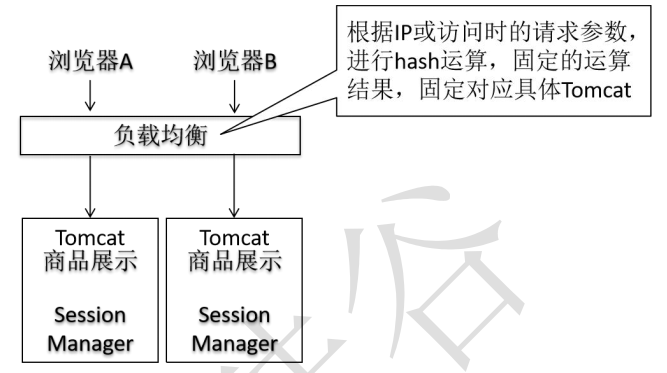 根据IP或访问时的请求参数，
进行hash运算，固定的运算
结果，固定对应具体Tomcat
浏览器A
浏览器B
负载均衡
Tomcat
商品展示
Session
Manager
Tomcat
商品展示
Session
Manager
谷